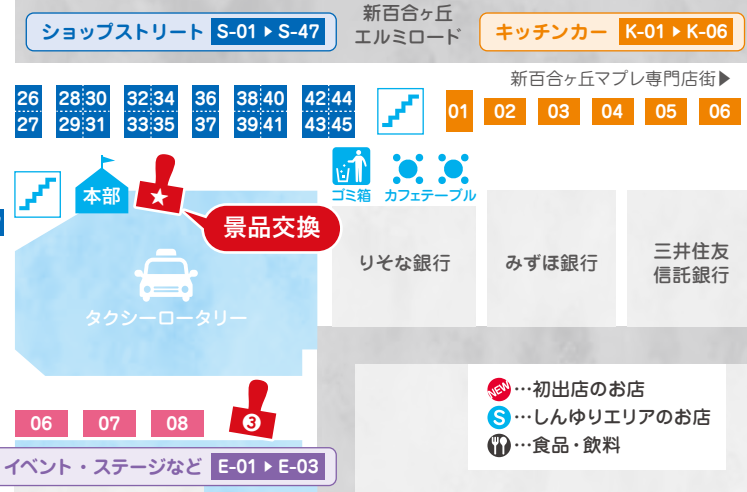 ショップストリート S-01 ▶ S-47
新百合ヶ丘
エルミロード
キッチンカー K-01 ▶ K-06
新百合ヶ丘マプレ専門店街▶
26 28 30 32 34 36 38 40 42 44
27 29 31 33 35 37 39 41 43 45
01 02 03 04 05 06
本部
ゴミ箱 カフェテーブル
景品交換
りそな銀行
みずほ銀行
三井住友
信託銀行
タクシーロータリー
NEW…初出店のお店
S…しんゆりエリアのお店
…食品・飲料
06 07 08 3
イベント・ステージなど E-01 ▶ E-03